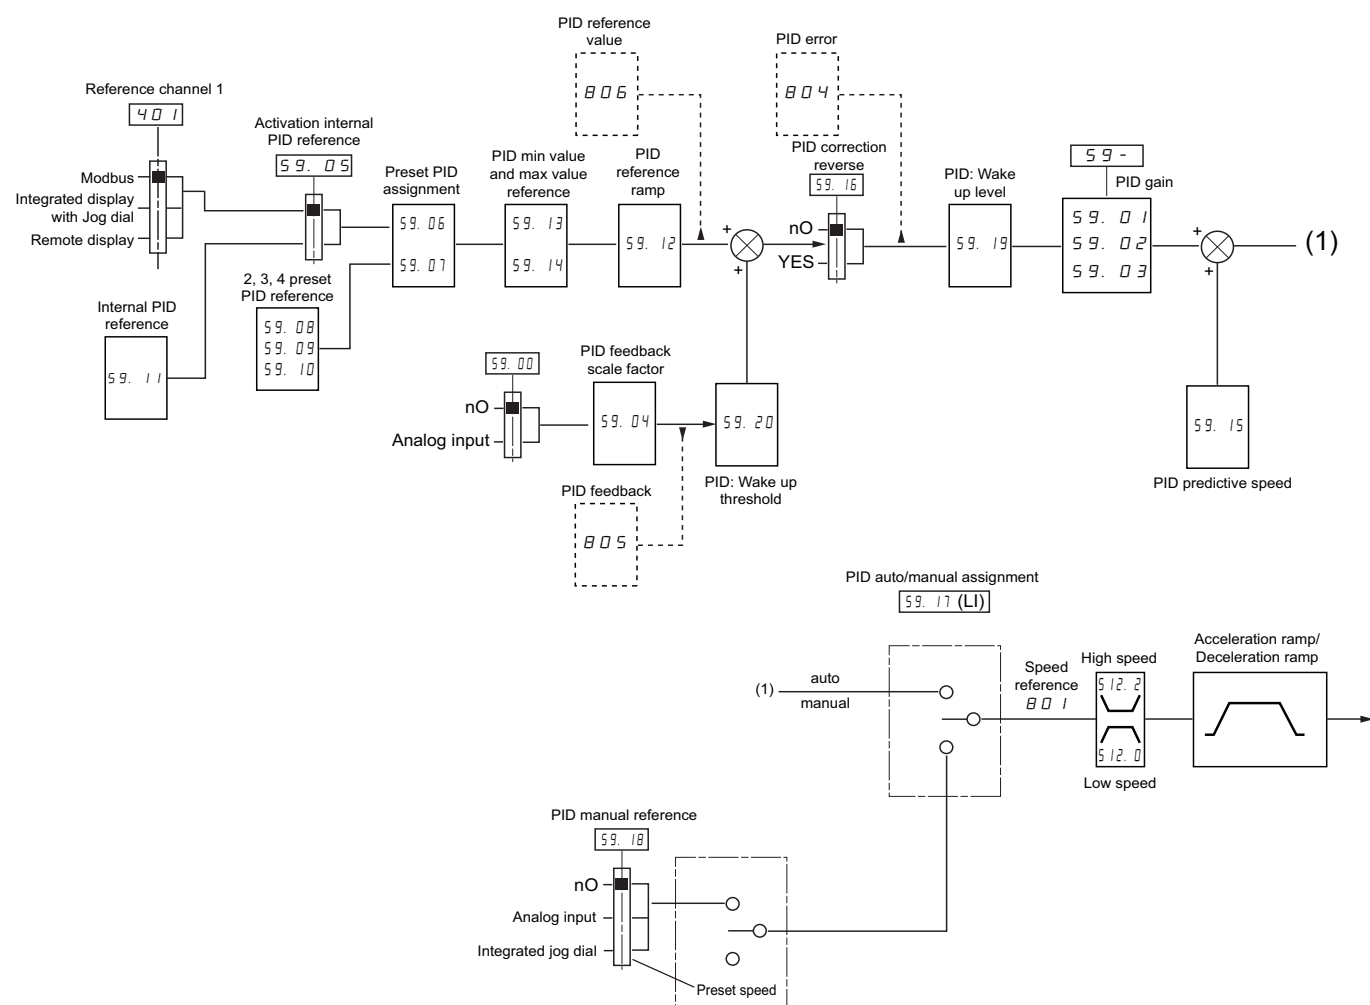 PID reference
value
806
PID error
804
Reference channel 1
401
Modbus
Integrated display
with Jog dial
Remote display
Activation internal
PID reference
59. 05
Preset PID
assignment
59. 06
59. 07
PID min value
and max value
reference
59. 13
59. 14
PID
reference
ramp
59. 12
+
+
PID correction
reverse
59. 16
nO
YES
PID: Wake
up level
59. 19
59 -
PID gain
59. 01
59. 02
59. 03
+
+
(1)
Internal PID
reference
59. 11
2, 3, 4 preset
PID reference
59. 08
59. 09
59. 10
59. 00
nO
Analog input
PID feedback
scale factor
59. 04
59. 20
PID: Wake up
threshold
PID feedback
805
59. 15
PID predictive speed
PID auto/manual assignment
59. 17 (LI)
(1)
auto
manual
Speed
reference
801
High speed
512. 2
512. 0
Low speed
Acceleration ramp/
Deceleration ramp
PID manual reference
59. 18
nO
Analog input
Integrated jog dial
Preset speed